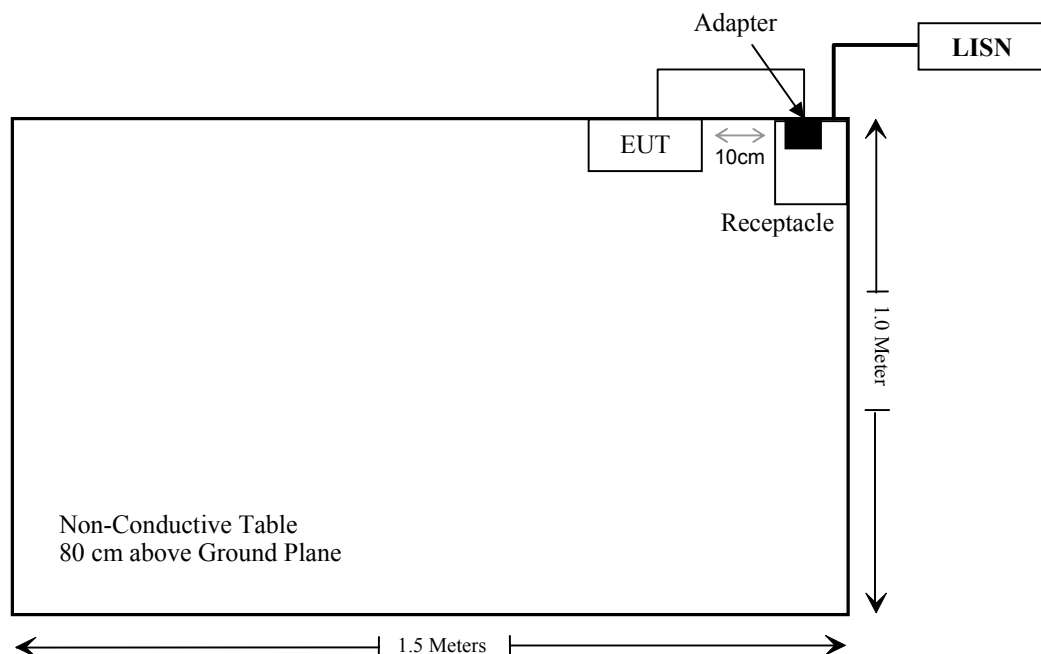 Adapter
LISN
EUT
10cm
Receptacle
1.0 Meter
Non-Conductive Table
80 cm above Ground Plane
1.5 Meters